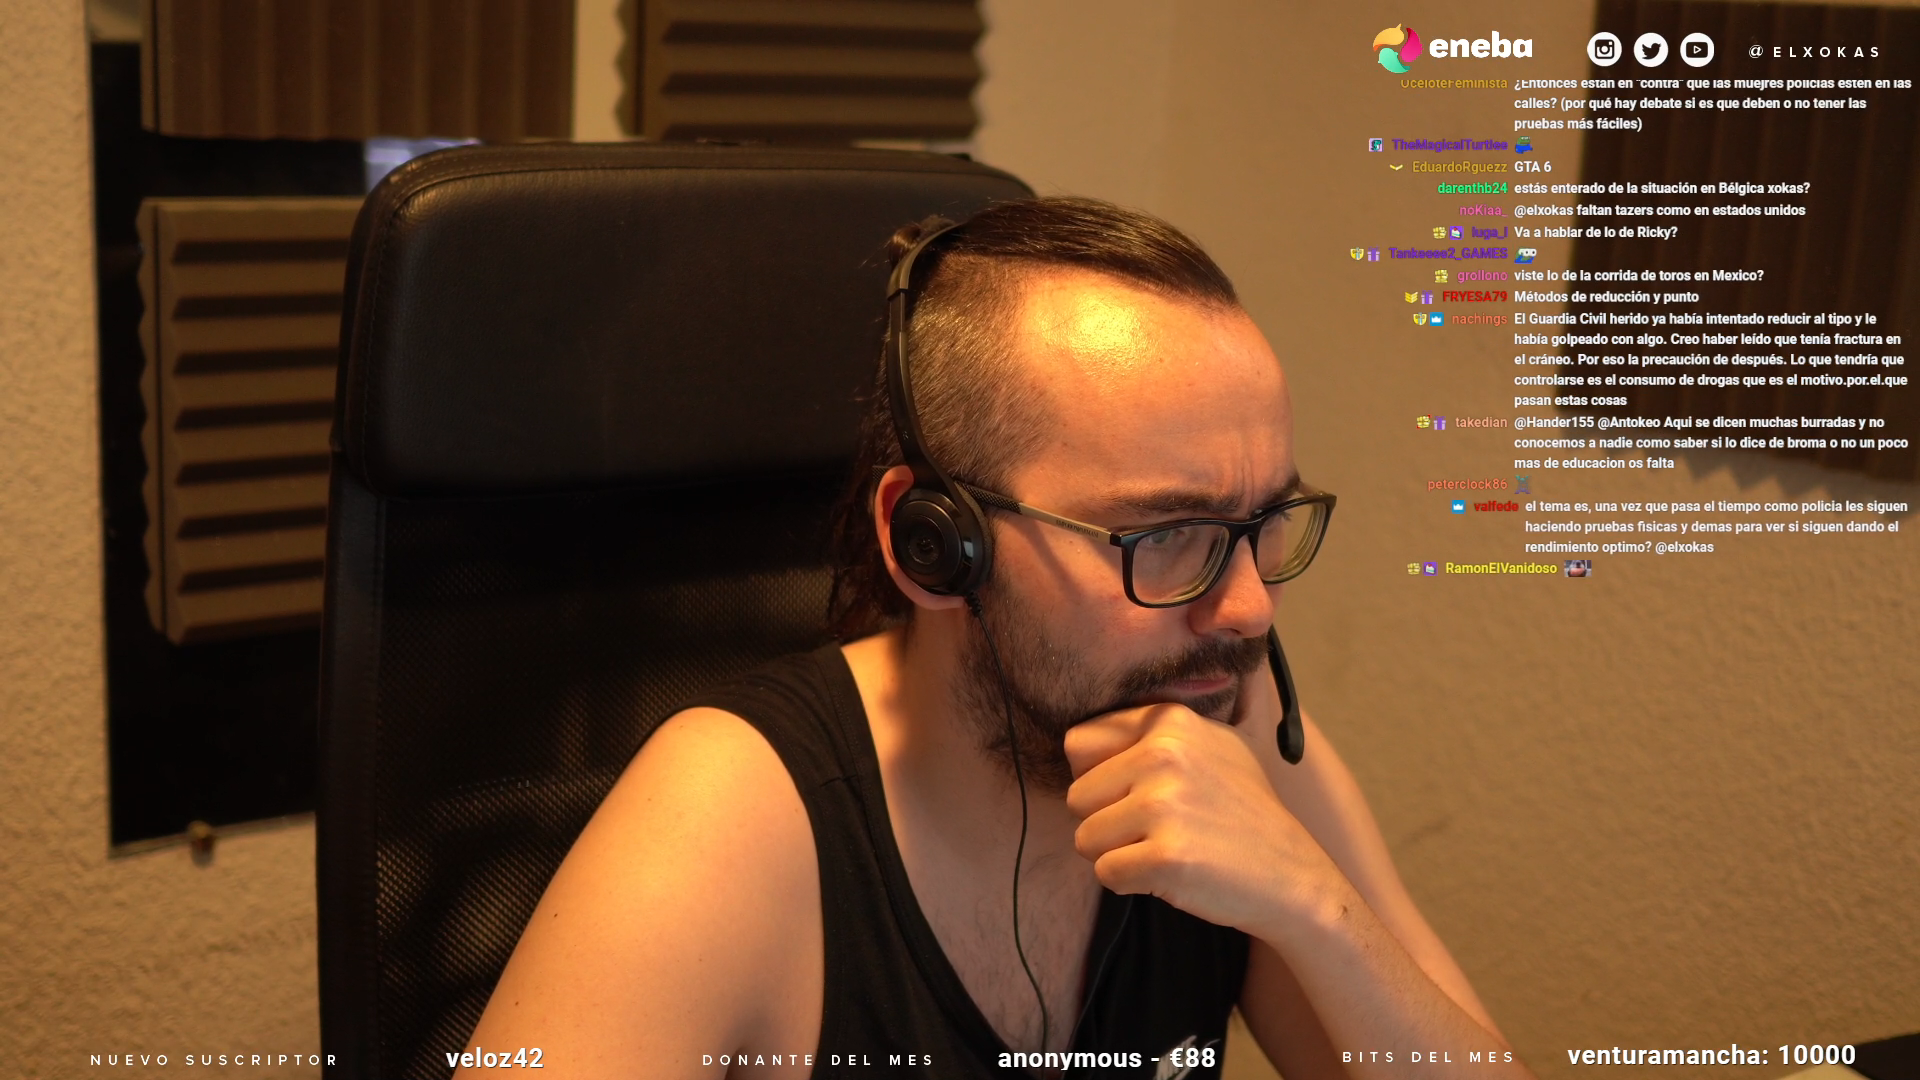 eneba
@ELXOKAS
OceloteFeminista ¿Entonces están en "contra" que las muejres policias estén en las
calles? (por qué hay debate si es que deben o no tener las
pruebas más fáciles)
TheMagicalTurtlee
EduardoRguezz GTA 6
darenthb24 estás enterado de la situación en Bélgica xokas?
noKiaa_ @elxokas faltan tazers como en estados unidos
luga_l Va a hablar de lo de Ricky?
Tankeeee2_GAMES
grollono viste lo de la corrida de toros en Mexico?
FRYESA79 Métodos de reducción y punto
nachings El Guardia Civil herido ya había intentado reducir al tipo y le
había golpeado con algo. Creo haber leído que tenía fractura en
el cráneo. Por eso la precaución de después. Lo que tendría que
controlarse es el consumo de drogas que es el motivo.por.el.que
pasan estas cosas
takedian @Hander155 @Antokeo Aqui se dicen muchas burradas y no
conocemos a nadie como saber si lo dice de broma o no un poco
mas de educacion os falta
peterclock86
valfede el tema es, una vez que pasa el tiempo como policia les siguen
haciendo pruebas fisicas y demas para ver si siguen dando el
rendimiento optimo? @elxokas
RamonElVanidoso
NUEVO SUSCRIPTOR veloz42 DONANTE DEL MES anonymous - €88 BITS DEL MES venturamancha: 10000